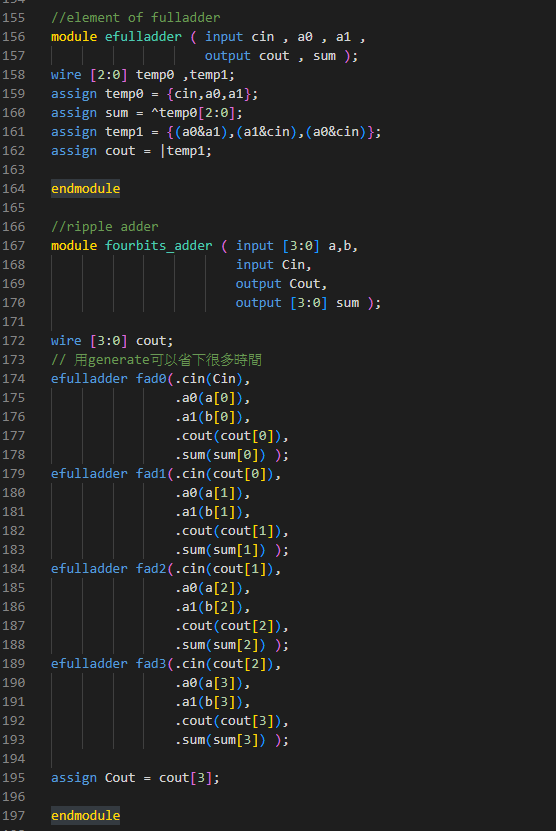 155 //element of fulladder
156 module efulladder ( input cin , a0 , a1 ,
157 output cout , sum );
158 wire [2:0] temp0 ,temp1;
159 assign temp0 = {cin,a0,a1};
160 assign sum = ^temp0[2:0];
161 assign temp1 = {(a0&a1),(a1&cin),(a0&cin)};
162 assign cout = |temp1;
163
164 endmodule
165
166 //ripple adder
167 module fourbits_adder ( input [3:0] a,b,
168 input Cin,
169 output Cout,
170 output [3:0] sum );
171
172 wire [3:0] cout;
173 // 用generate可以省下很多時間
174 efulladder fad0(.cin(Cin),
175 .a0(a[0]),
176 .a1(b[0]),
177 .cout(cout[0]),
178 .sum(sum[0]) );
179 efulladder fad1(.cin(cout[0]),
180 .a0(a[1]),
181 .a1(b[1]),
182 .cout(cout[1]),
183 .sum(sum[1]) );
184 efulladder fad2(.cin(cout[1]),
185 .a0(a[2]),
186 .a1(b[2]),
187 .cout(cout[2]),
188 .sum(sum[2]) );
189 efulladder fad3(.cin(cout[2]),
190 .a0(a[3]),
191 .a1(b[3]),
192 .cout(cout[3]),
193 .sum(sum[3]) );
194
195 assign Cout = cout[3];
196
197 endmodule